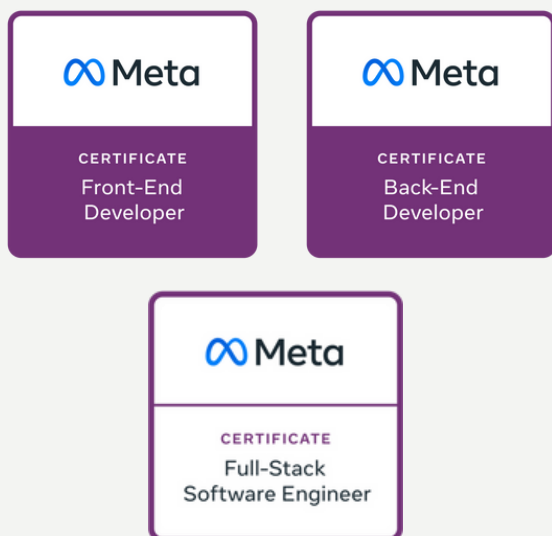 Meta
CERTIFICATE
Front-End
Developer
Meta
CERTIFICATE
Back-End
Developer
Meta
CERTIFICATE
Full-Stack
Software Engineer